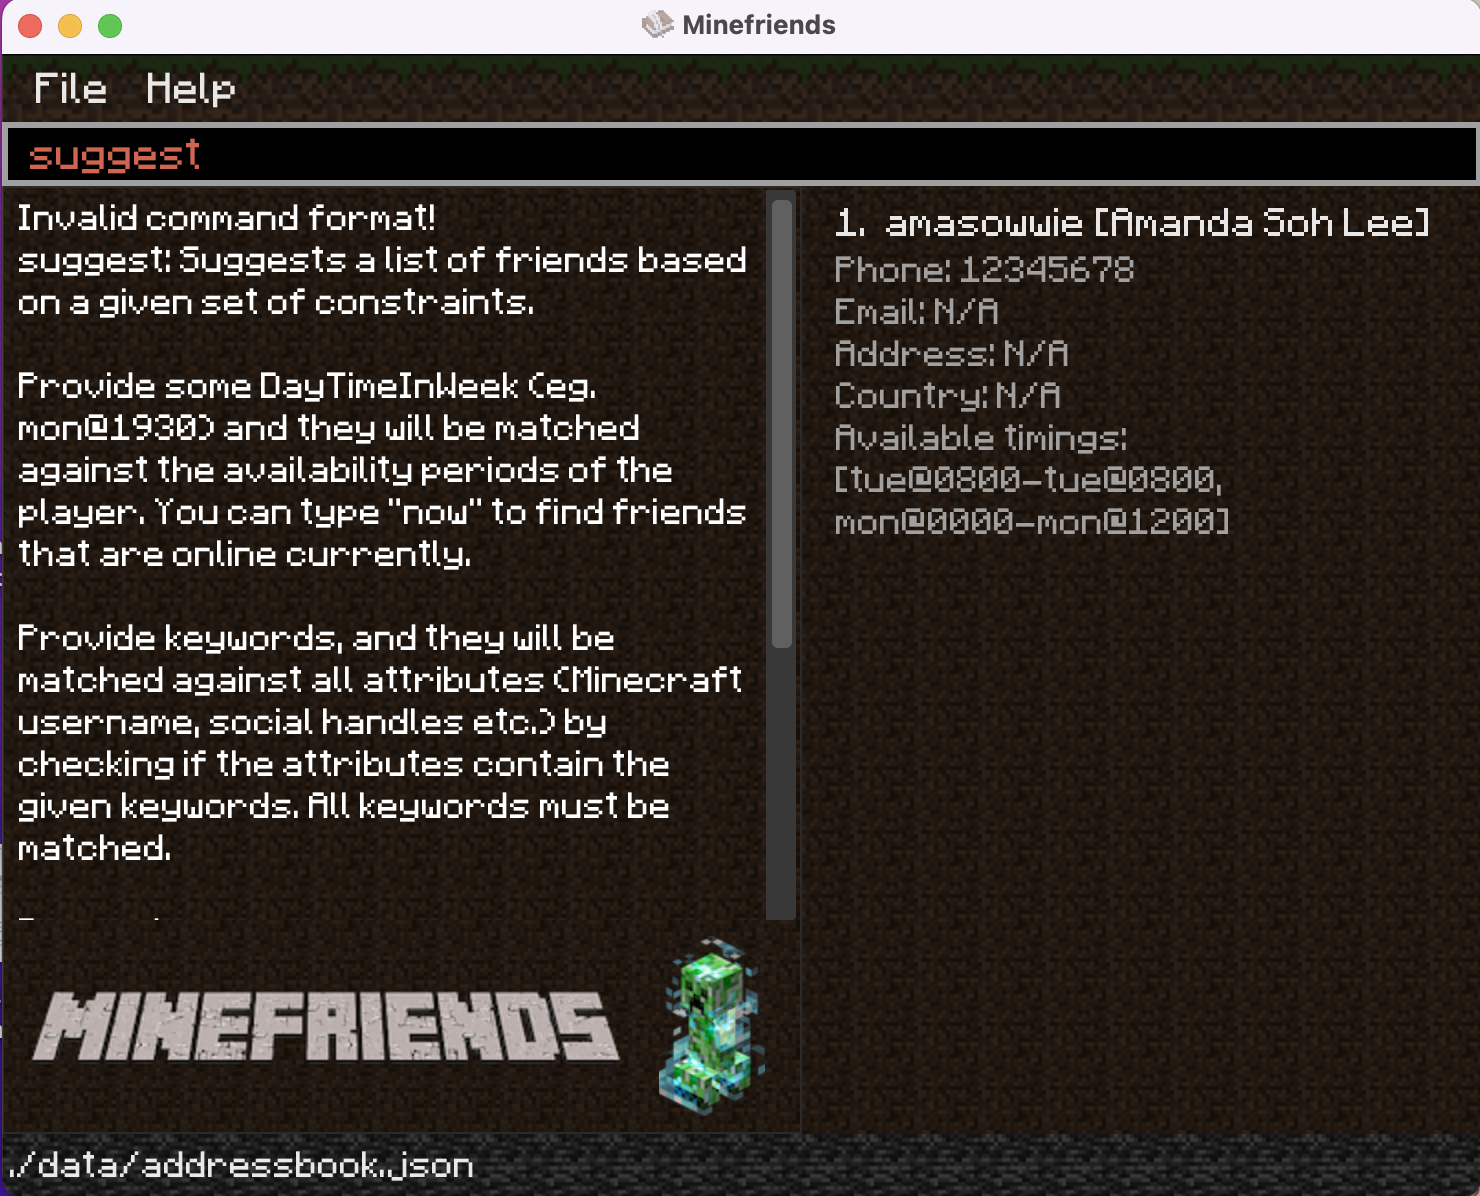 Minefriends
File Help
suggest
Invalid command format!
suggest: Suggests a list of friends based
on a given set of constraints.
Provide some DayTimeInWeek (eg.
mon@1930) and they will be matched
against the availability periods of the
player. You can type "now" to find friends
that are online currently.
Provide keywords, and they will be
matched against all attributes (Minecraft
username, social handles etc.) by
checking if the attributes contain the
given keywords. All keywords must be
matched.
1. amasowwie [Amanda Soh Lee]
Phone: 12345678
Email: N/A
Address: N/A
Country: N/A
Available timings:
[tue@0800-tue@0800,
mon@0000-mon@1200]
MINEFRIENDS
./data/addressbook.json